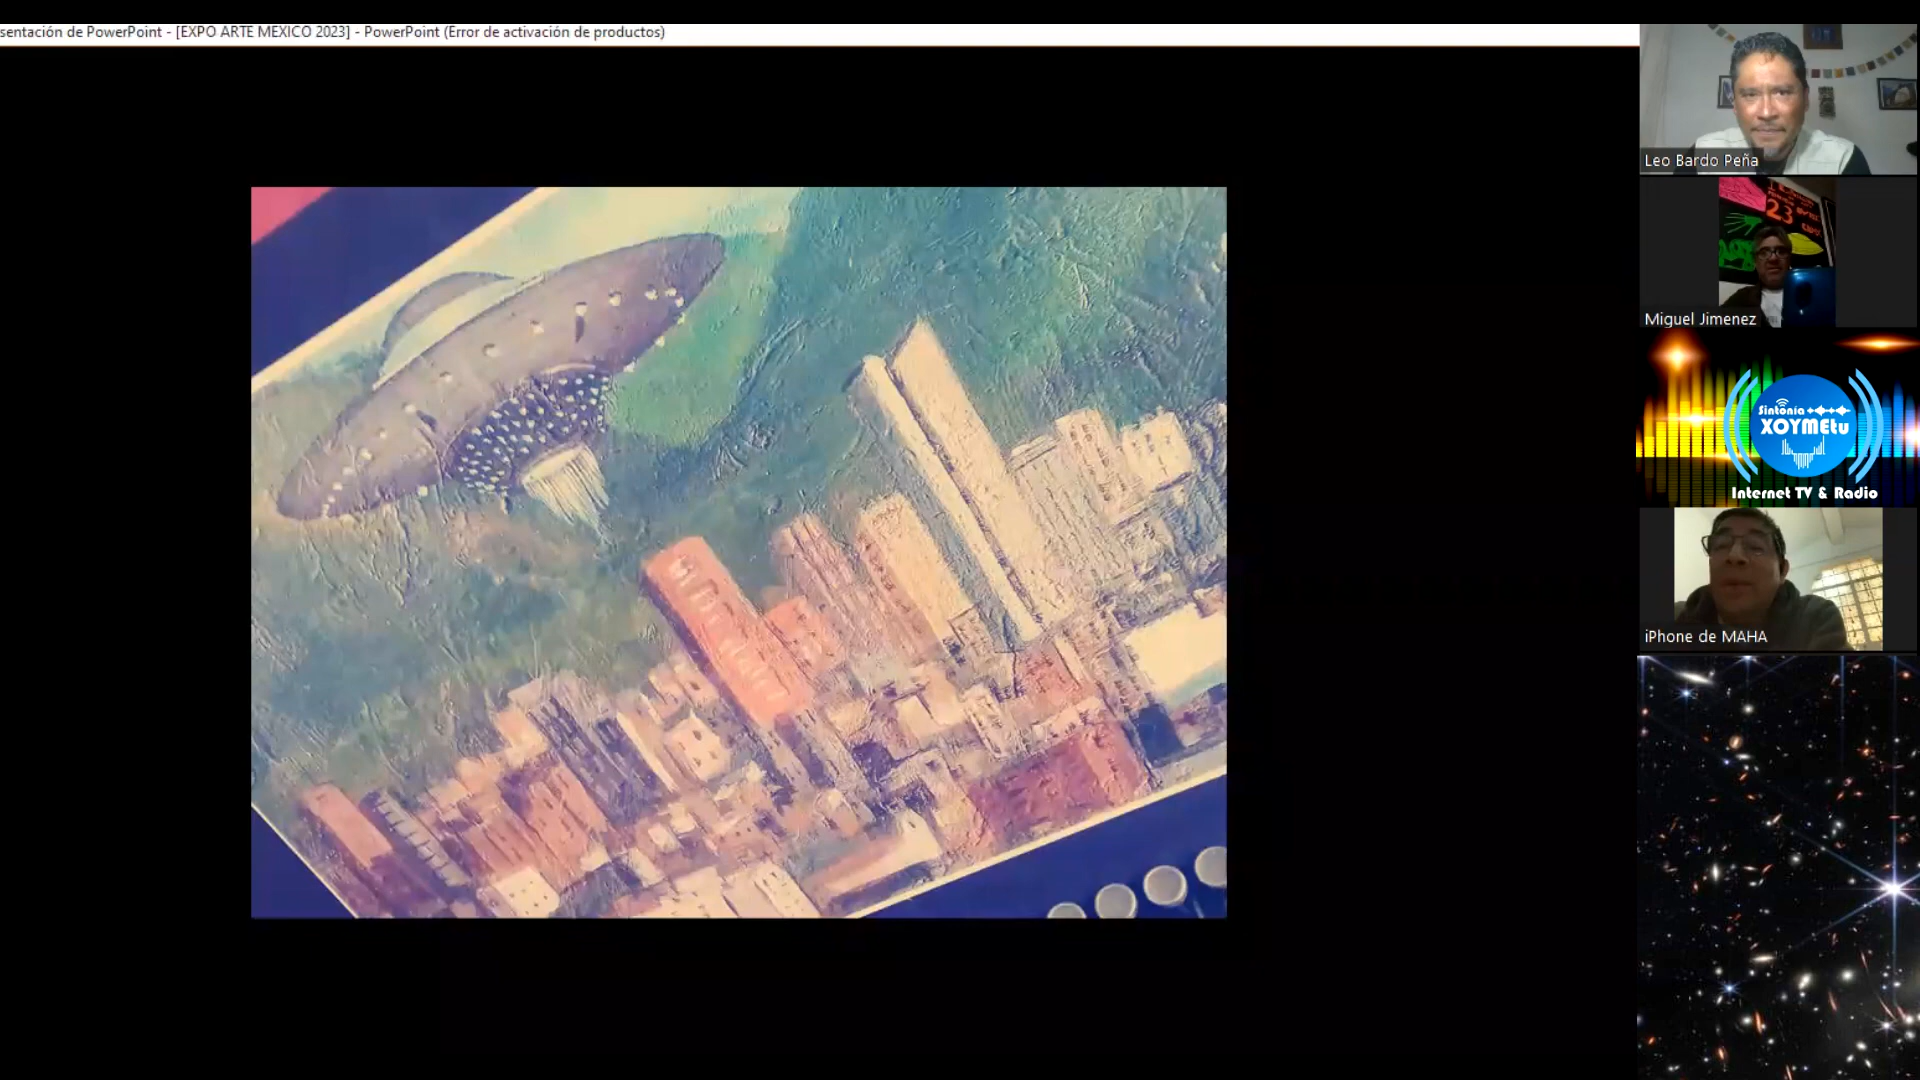 sentación de PowerPoint - [EXPO ARTE MEXICO 2023] - PowerPoint (Error de activación de productos)
Leo Bardo Peña
23
Miguel Jimenez
Sintonía
XOYMEtu
Internet TV & Radio
iPhone de MAHA